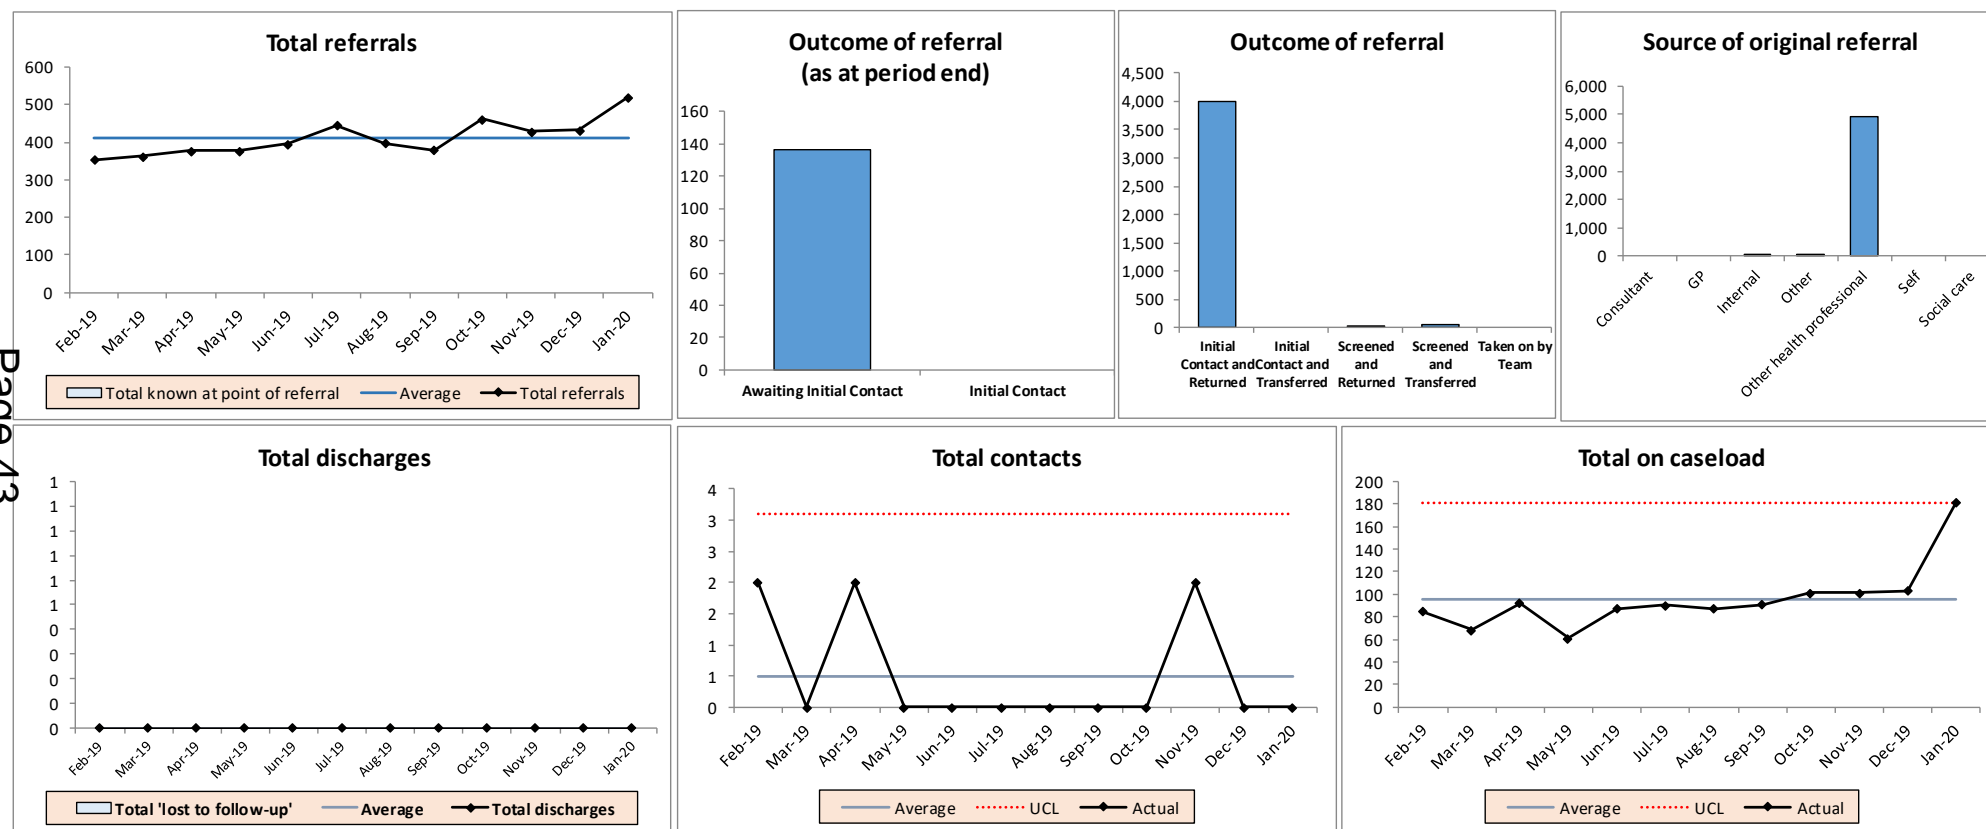 Total referrals
600
500
400
300
200
100
0
Feb-19
Mar-19
Apr-19
May-19
Jun-19
Jul-19
Aug-19
Sep-19
Oct-19
Nov-19
Dec-19
Jan-20
Total known at point of referral Average Total referrals
Outcome of referral
(as at period end)
160
140
120
100
80
60
40
20
0
Awaiting Initial Contact Initial Contact
Outcome of referral
4,500
4,000
3,500
3,000
2,500
2,000
1,500
1,000
500
0
Initial Contact and Returned
Initial Contact and Transferred
Screened and Returned
Screened and Transferred
Taken on by Team
Source of original referral
6,000
5,000
4,000
3,000
2,000
1,000
0
Consultant
GP
Internal
Other
Other health professional
Self
Social care
Page 43
Total discharges
1
1
1
1
1
1
0
0
0
0
0
Feb-19
Mar-19
Apr-19
May-19
Jun-19
Jul-19
Aug-19
Sep-19
Oct-19
Nov-19
Dec-19
Jan-20
Total 'lost to follow-up' Average Total discharges
Total contacts
4
3
3
2
2
1
1
0
Feb-19
Mar-19
Apr-19
May-19
Jun-19
Jul-19
Aug-19
Sep-19
Oct-19
Nov-19
Dec-19
Jan-20
Average UCL Actual
Total on caseload
200
180
160
140
120
100
80
60
40
20
0
Feb-19
Mar-19
Apr-19
May-19
Jun-19
Jul-19
Aug-19
Sep-19
Oct-19
Nov-19
Dec-19
Jan-20
Average UCL Actual